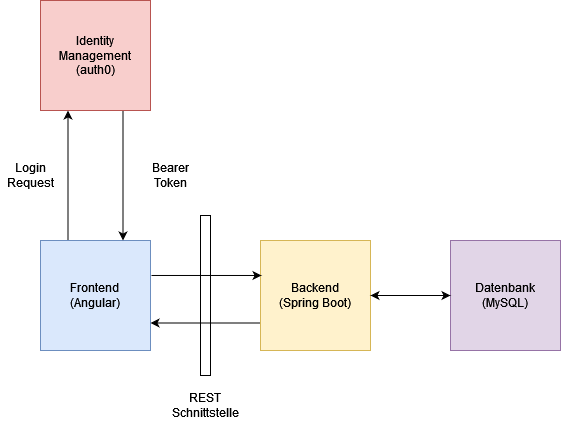 Identity
Management
(auth0)
Login
Request
Bearer
Token
Frontend
(Angular)
Backend
(Spring Boot)
Datenbank
(MySQL)
REST
Schnittstelle